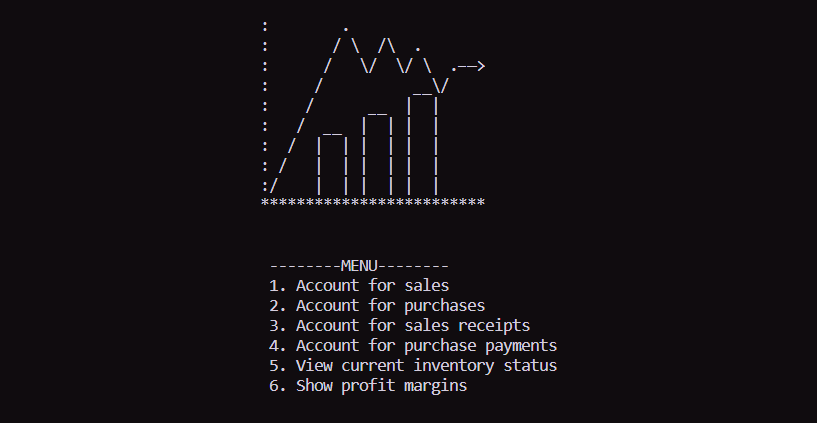 --------MENU--------
1. Account for sales
2. Account for purchases
3. Account for sales receipts
4. Account for purchase payments
5. View current inventory status
6. Show profit margins